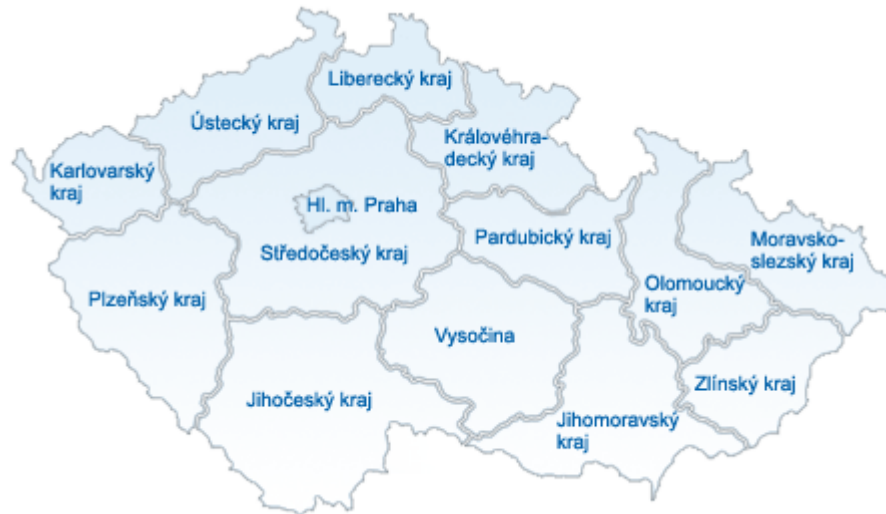 Liberecký kraj
Ústecký kraj
Královéhra-
decký kraj
Karlovarský
kraj
Hl. m. Praha
Středočeský kraj
Pardubický kraj
Moravsko-
slezský kraj
Plzeňský kraj
Olomoucký
kraj
Vysočina
Jihočeský kraj
Zlínský kraj
Jihomoravský
kraj